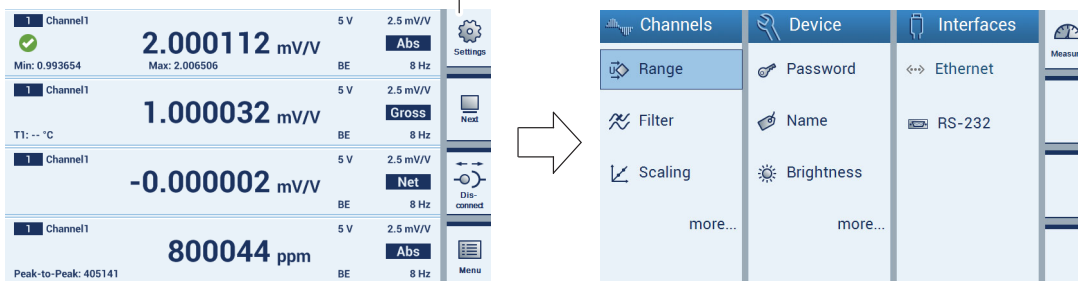 1 Channel1 5 V 2.5 mV/V
2.000112 mV/V Abs
Min: 0.993654 Max: 2.006506 BE 8 Hz
1 Channel1 5 V 2.5 mV/V
1.000032 mV/V Gross
T1: -- °C BE 8 Hz
1 Channel1 5 V 2.5 mV/V
-0.000002 mV/V Net
BE 8 Hz
1 Channel1 5 V 2.5 mV/V
800044 ppm Abs
Peak-to-Peak: 405141 BE 8 Hz
Settings
Next
Dis-
connect
Menu
Channels Device Interfaces
Range Password Ethernet
Filter Name RS-232
Scaling Brightness
more... more...